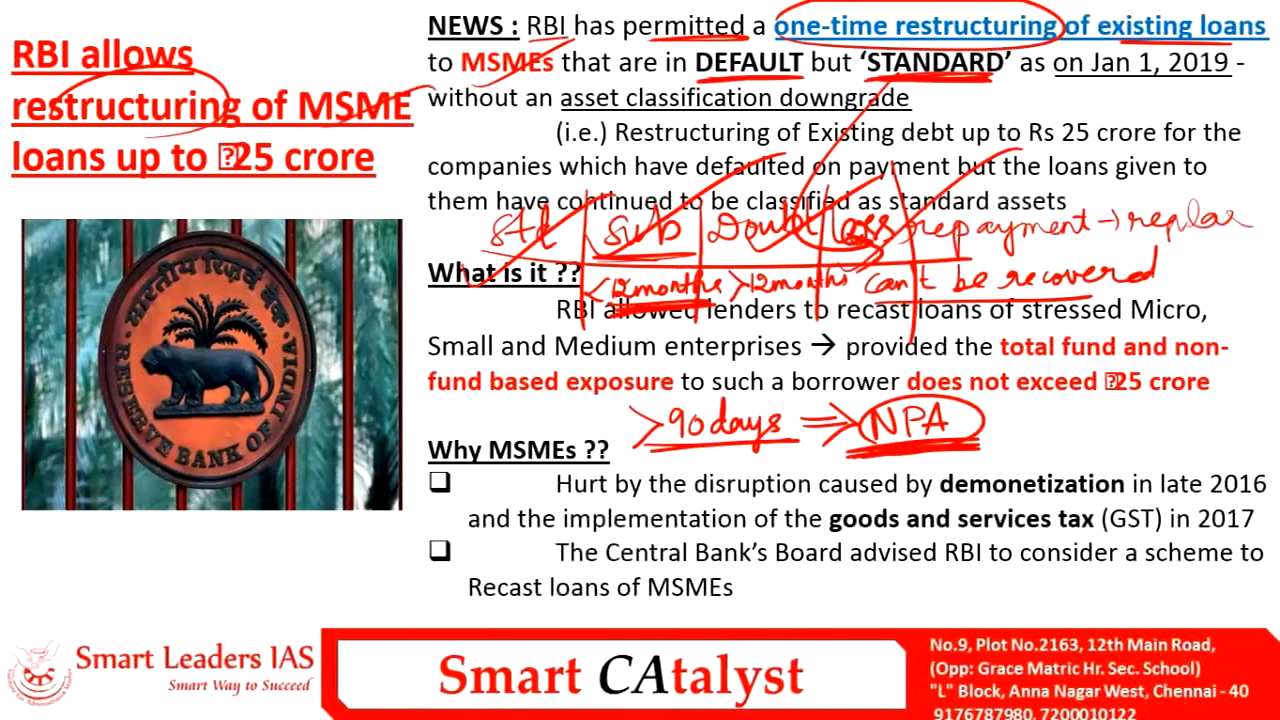 RBI allows
restructuring of MSME
loans up to 25 crore
NEWS : RBI has permitted a one-time restructuring of existing loans
to MSMEs that are in DEFAULT but ‘STANDARD’ as on Jan 1, 2019 -
without an asset classification downgrade
(i.e.) Restructuring of Existing debt up to Rs 25 crore for the
companies which have defaulted on payment but the loans given to
them have continued to be classified as standard assets
Std Sub Doubt Loss repayment → regular
What is it ??
< 12 months > 12 months can't be recovered
RBI allowed lenders to recast loans of stressed Micro,
Small and Medium enterprises → provided the total fund and non-
fund based exposure to such a borrower does not exceed 25 crore
> 90 days ⇒ NPA
Why MSMEs ??
❑ Hurt by the disruption caused by demonetization in late 2016
and the implementation of the goods and services tax (GST) in 2017
❑ The Central Bank’s Board advised RBI to consider a scheme to
Recast loans of MSMEs
भारतीय रिज़र्व बैंक
RESERVE BANK OF INDIA
Smart Leaders IAS
Smart Way to Succeed
Smart CAtalyst
No.9, Plot No.2163, 12th Main Road,
(Opp: Grace Matric Hr. Sec. School)
"L" Block, Anna Nagar West, Chennai - 40
9176787980, 7200010122